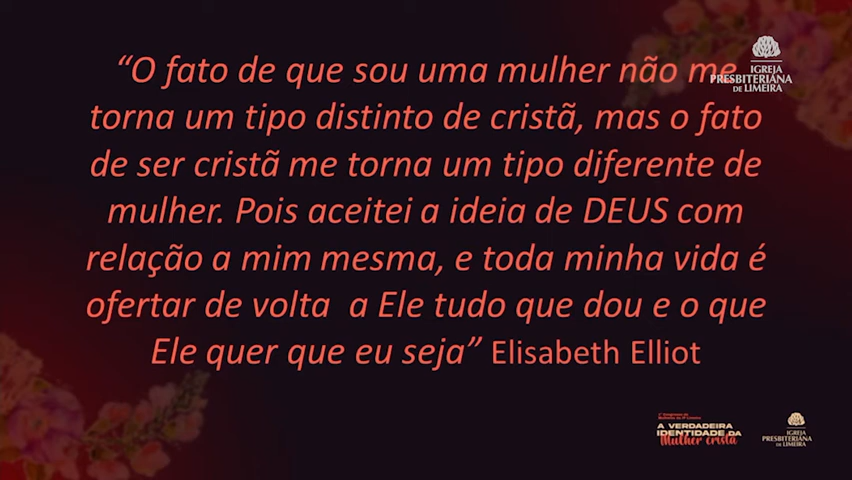 “O fato de que sou uma mulher não me
torna um tipo distinto de cristã, mas o fato
de ser cristã me torna um tipo diferente de
mulher. Pois aceitei a ideia de DEUS com
relação a mim mesma, e toda minha vida é
ofertar de volta a Ele tudo que dou e o que
Ele quer que eu seja” Elisabeth Elliot
IGREJA
PRESBITERIANA
DE LIMEIRA
A VERDADEIRA
IDENTIDADE DA
Mulher cristã
IGREJA
PRESBITERIANA
DE LIMEIRA